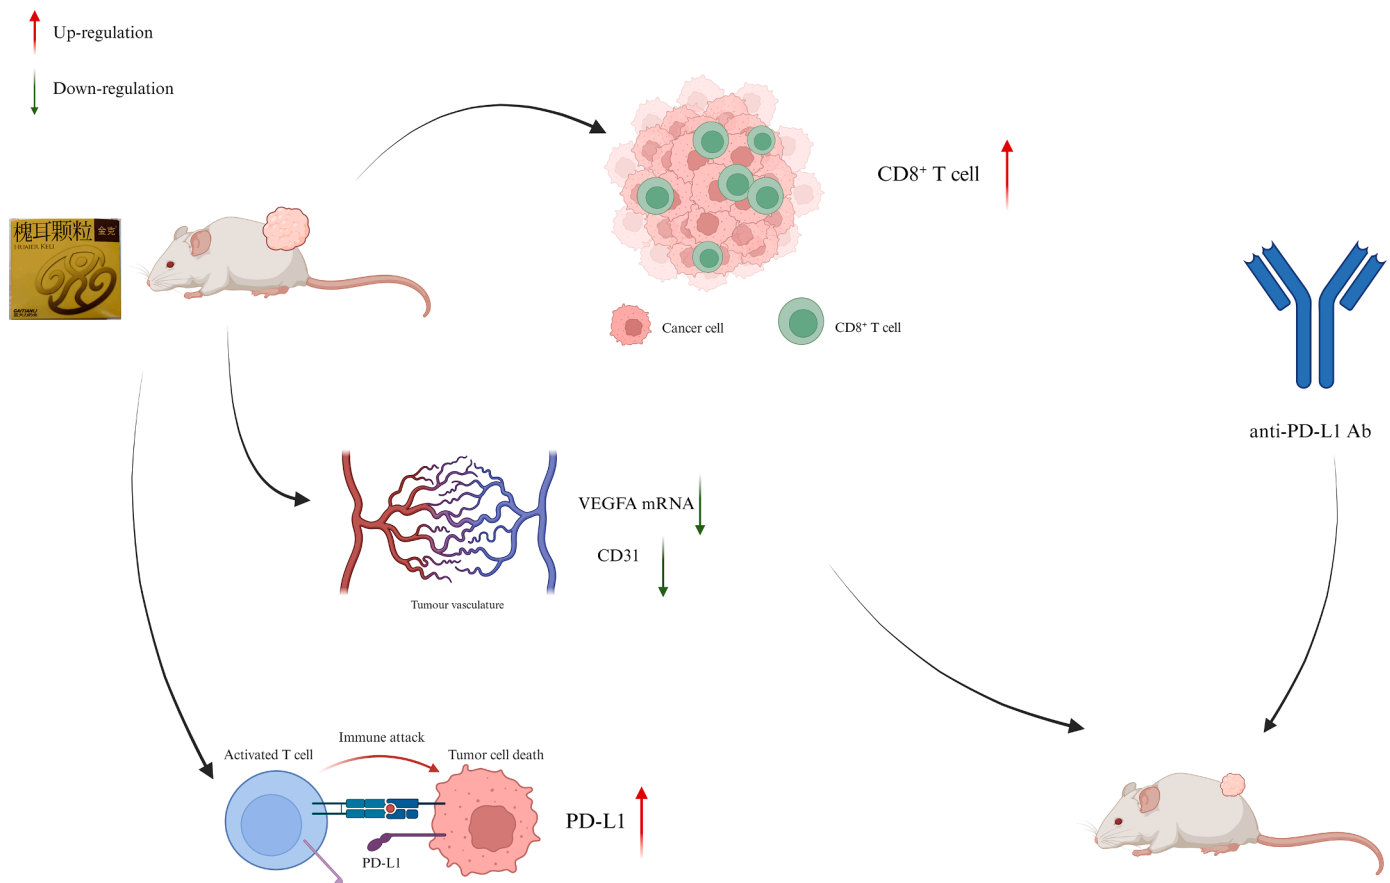 Up-regulation
Down-regulation
槐耳颗粒
金克
HUAIER KELI
GAITIANLI
CD8⁺ T cell
Cancer cell
CD8⁺ T cell
anti-PD-L1 Ab
VEGFA mRNA
CD31
Tumour vasculature
Immune attack
Activated T cell
Tumor cell death
PD-L1
PD-L1